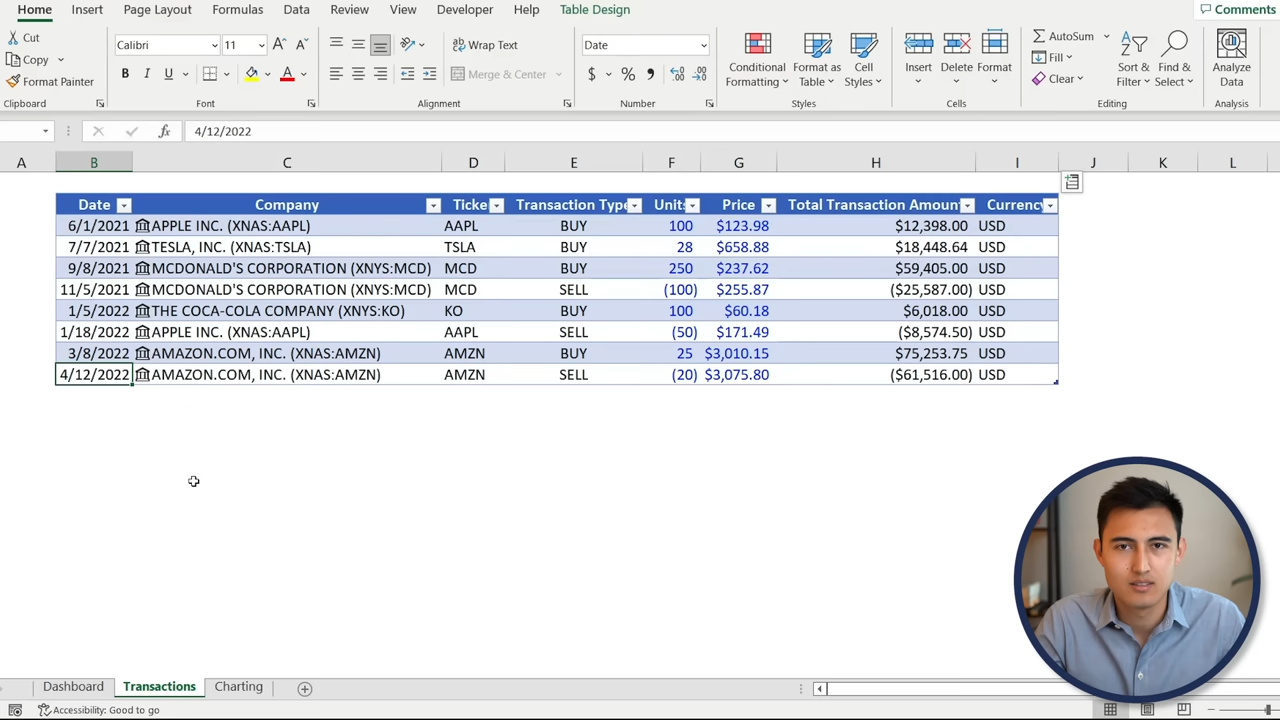 Home Insert Page Layout Formulas Data Review View Developer Help Table Design Comments
Cut
Copy
Format Painter
Clipboard
Calibri 11
B I U
Font
Wrap Text
Merge & Center
Alignment
Date
$ %
Number
Conditional Formatting
Format as Table
Cell Styles
Styles
Insert
Delete
Format
Cells
AutoSum
Fill
Clear
Sort & Filter
Find & Select
Editing
Analyze Data
Analysis
fx 4/12/2022
A B C D E F G H I J K L
Date Company Ticke Transaction Type Units Price Total Transaction Amoun Currency
6/1/2021 APPLE INC. (XNAS:AAPL) AAPL BUY 100 $123.98 $12,398.00 USD
7/7/2021 TESLA, INC. (XNAS:TSLA) TSLA BUY 28 $658.88 $18,448.64 USD
9/8/2021 MCDONALD'S CORPORATION (XNYS:MCD) MCD BUY 250 $237.62 $59,405.00 USD
11/5/2021 MCDONALD'S CORPORATION (XNYS:MCD) MCD SELL (100) $255.87 ($25,587.00) USD
1/5/2022 THE COCA-COLA COMPANY (XNYS:KO) KO BUY 100 $60.18 $6,018.00 USD
1/18/2022 APPLE INC. (XNAS:AAPL) AAPL SELL (50) $171.49 ($8,574.50) USD
3/8/2022 AMAZON.COM, INC. (XNAS:AMZN) AMZN BUY 25 $3,010.15 $75,253.75 USD
4/12/2022 AMAZON.COM, INC. (XNAS:AMZN) AMZN SELL (20) $3,075.80 ($61,516.00) USD
Dashboard Transactions Charting
Accessibility: Good to go